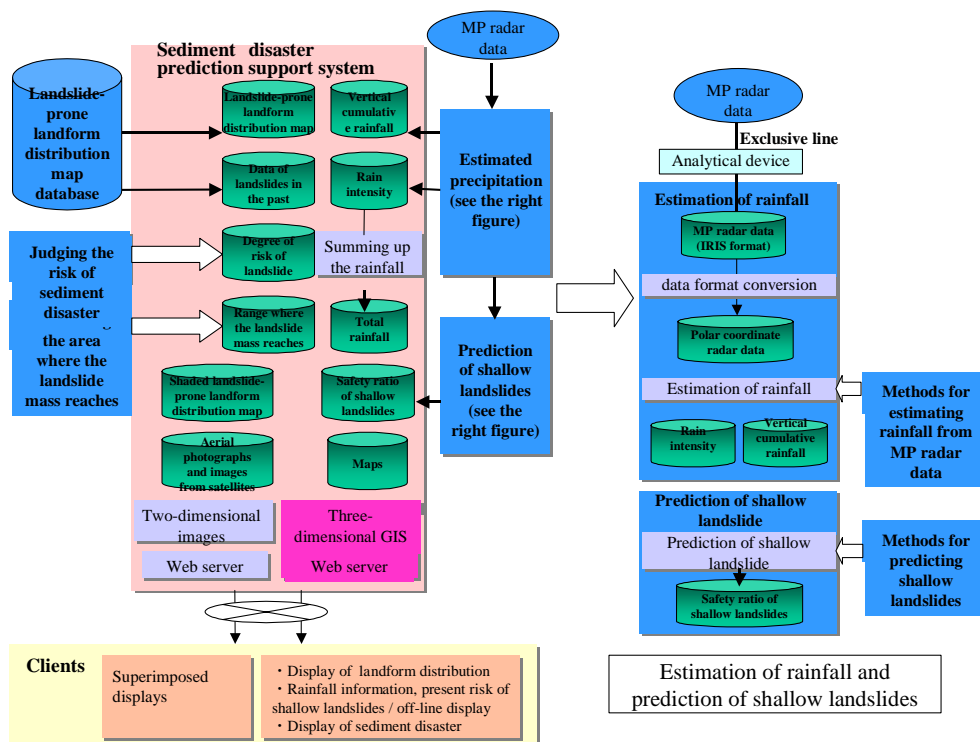 MP radar
data
Sediment disaster
prediction support system
Landslide-
prone
landform
distribution
map
database
Landslide-prone
landform
distribution map
Vertical
cumulativ
e rainfall
Data of
landslides in
the past
Rain
intensity
Estimated
precipitation
(see the right
figure)
Judging the
risk of
sediment
disaster
the area
where the
landslide
mass reaches
Degree of
risk of
landslide
Summing up
the rainfall
Range where
the landslide
mass reaches
Total
rainfall
Prediction
of shallow
landslides
(see the
right figure)
Shaded landslide-
prone landform
distribution map
Safety ratio
of shallow
landslides
Aerial
photographs
and images
from satellites
Maps
Two-dimensional
images
Three-
dimensional GIS
Web server
Web server
Clients
Superimposed
displays
・Display of landform distribution
・Rainfall information, present risk of
shallow landslides / off-line display
・Display of sediment disaster
MP radar
data
Exclusive line
Analytical device
Estimation of rainfall
MP radar data
(IRIS format)
data format conversion
Polar coordinate
radar data
Estimation of rainfall
Methods for
estimating
rainfall from
MP radar
data
Rain
intensity
Vertical
cumulative
rainfall
Prediction of shallow
landslide
Prediction of shallow
landslide
Methods for
predicting
shallow
landslides
Safety ratio of
shallow landslides
Estimation of rainfall and
prediction of shallow landslides